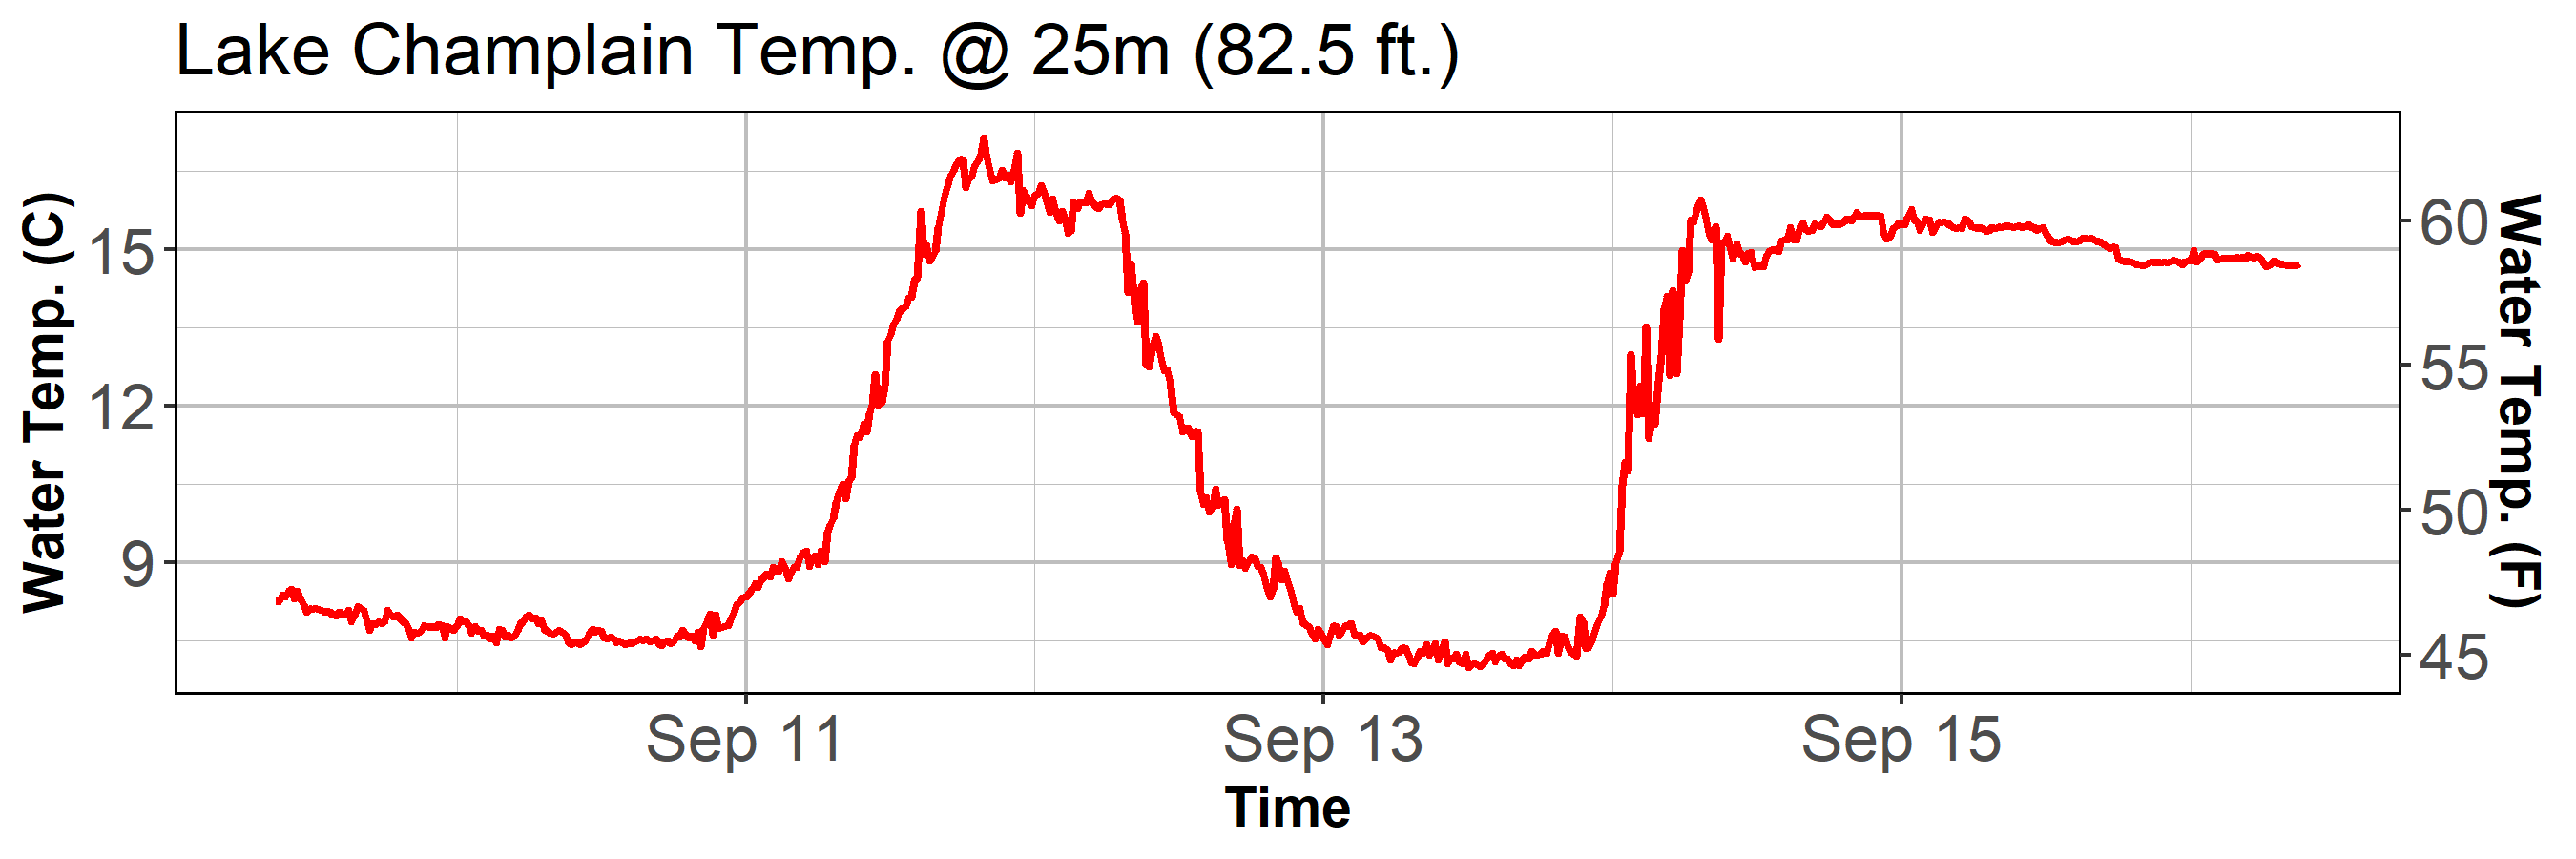 Lake Champlain Temp. @ 25m (82.5 ft.)
Water Temp. (C)
15
12
9
60
55
50
45
Water Temp. (F)
Sep 11
Sep 13
Sep 15
Time